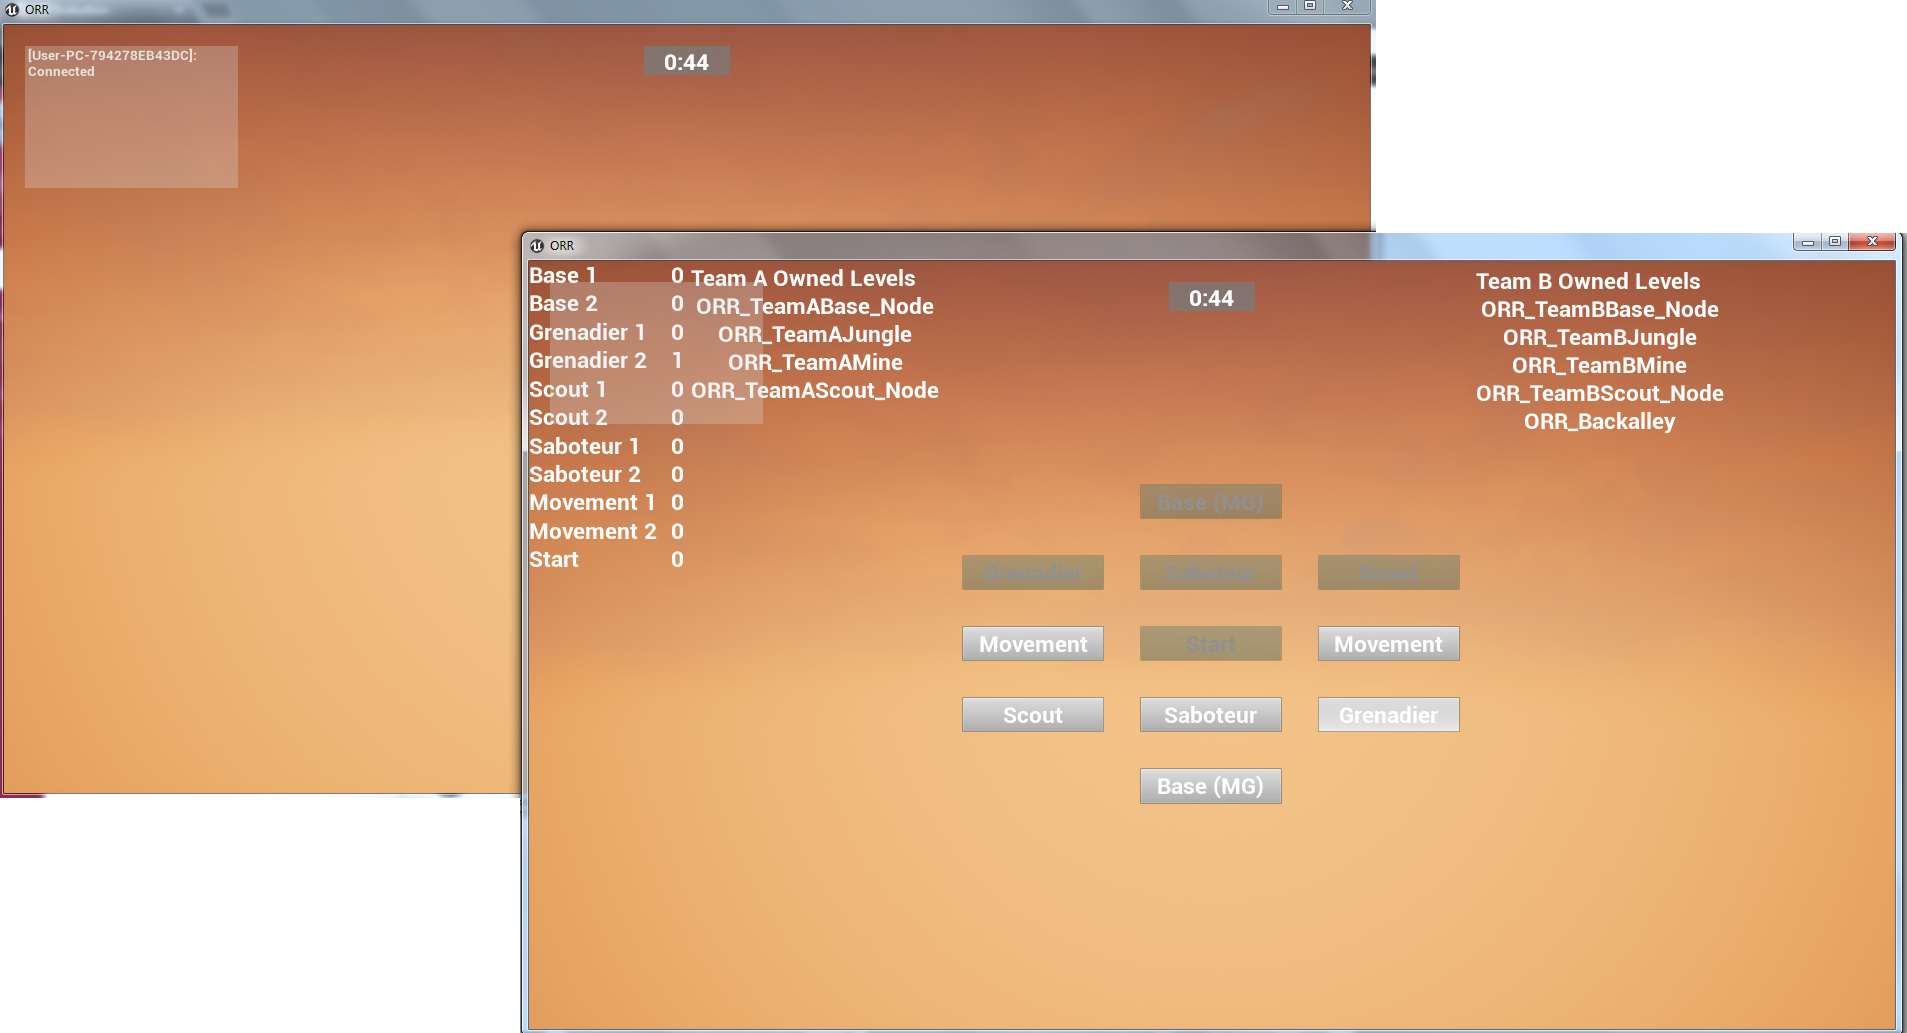 ORR
[User-PC-794278EB43DC]:
Connected
0:44
ORR
Base 1 0
Base 2 0
Grenadier 1 0
Grenadier 2 1
Scout 1 0
Scout 2 0
Saboteur 1 0
Saboteur 2 0
Movement 1 0
Movement 2 0
Start 0
Team A Owned Levels
ORR_TeamABase_Node
ORR_TeamAJungle
ORR_TeamAMine
ORR_TeamAScout_Node
0:44
Team B Owned Levels
ORR_TeamBBase_Node
ORR_TeamBJungle
ORR_TeamBMine
ORR_TeamBScout_Node
ORR_Backalley
Base (MG)
Grenadier Saboteur Scout
Movement Start Movement
Scout Saboteur Grenadier
Base (MG)